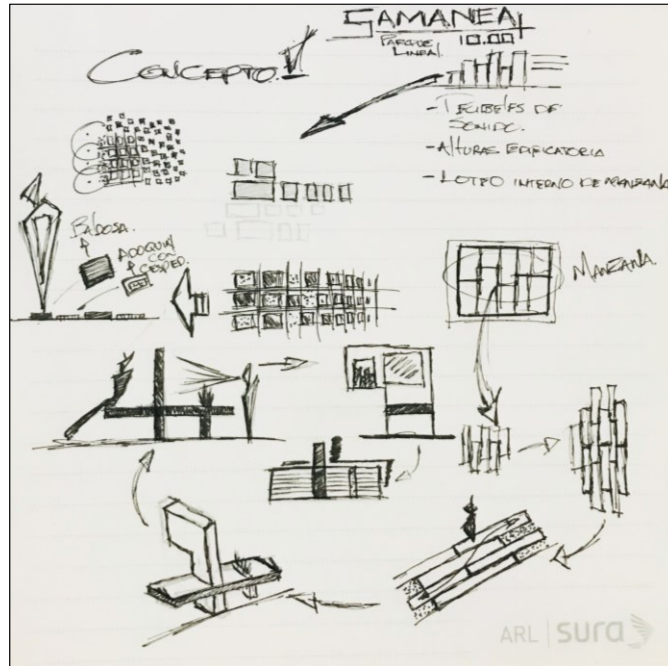 SAMANEA
PARQUE
LINEAL.
10.00
CONCEPTO.
- DECIBELES DE
SONIDO.
- ALTURAS EDIFICATORIA
- LOTEO INTERNO DE MANZANA
BALDOSA.
ADOQUIN
CON
CESPED.
MANZANA.
ARL sura